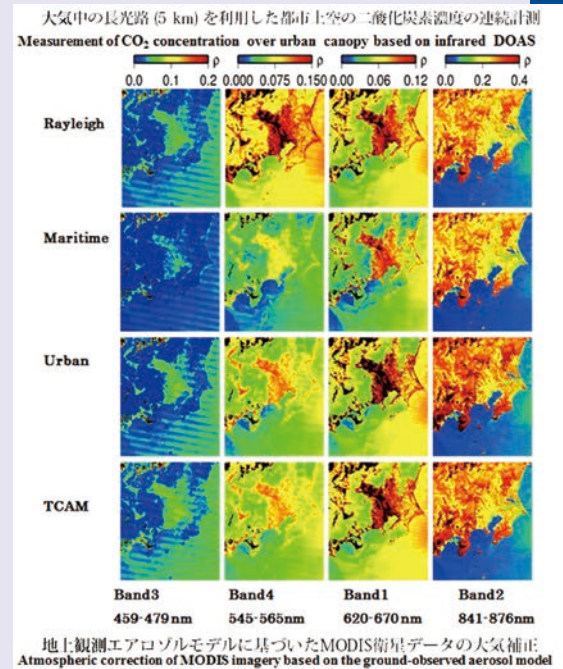 大気中の長光路 (5 km) を利用した都市上空の二酸化炭素濃度の連続計測
Measurement of CO₂ concentration over urban canopy based on infrared DOAS
ρ ρ ρ ρ
0.0 0.1 0.2 0.000 0.075 0.150 0.00 0.06 0.12 0.0 0.2 0.4
Rayleigh
Maritime
Urban
TCAM
Band3 Band4 Band1 Band2
459-479nm 545-565nm 620-670nm 841-876nm
地上観測エアロゾルモデルに基づいたMODIS衛星データの大気補正
Atmospheric correction of MODIS imagery based on the ground-observed aerosol model